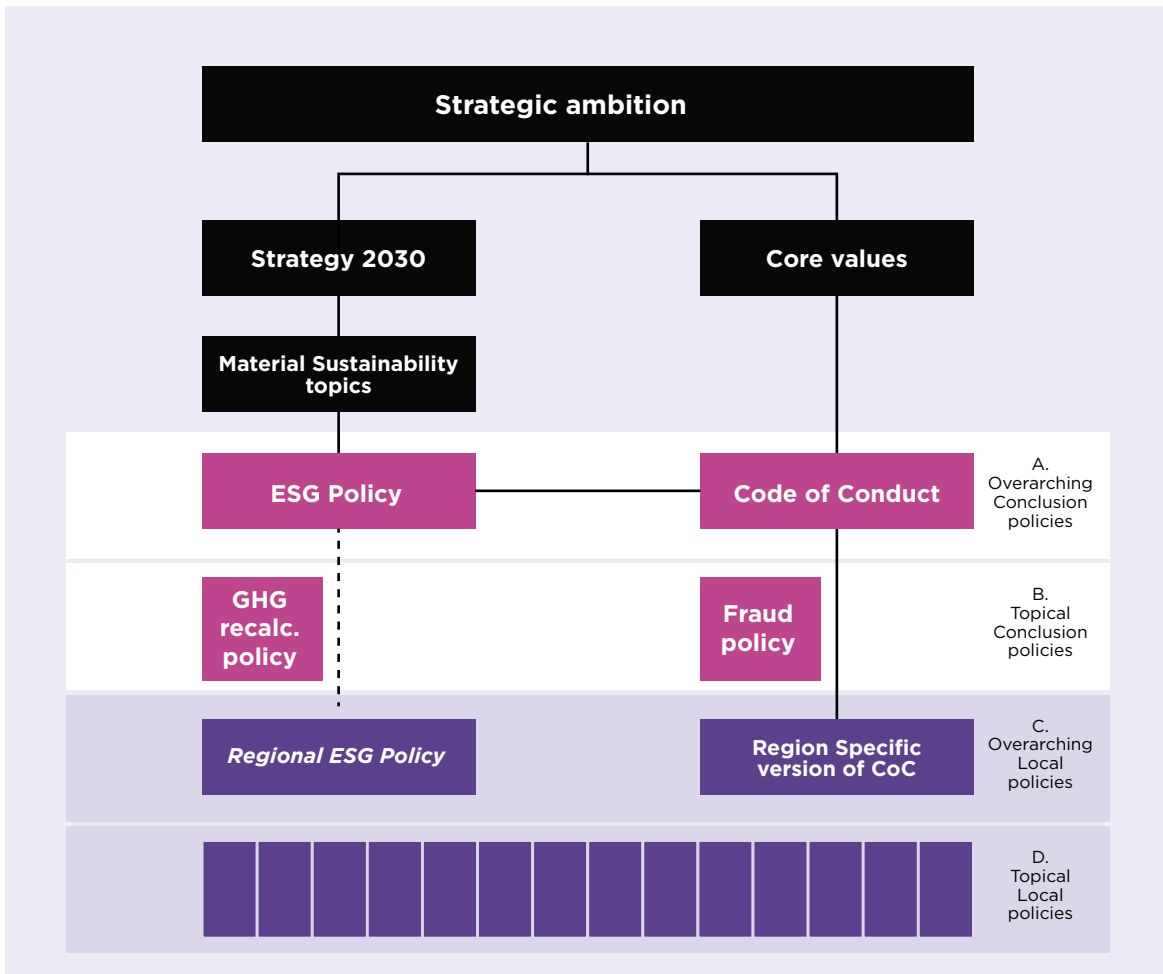 Strategic ambition
Strategy 2030
Core values
Material Sustainability
topics
ESG Policy
Code of Conduct
A.
Overarching
Conclusion
policies
GHG
recalc.
policy
Fraud
policy
B.
Topical
Conclusion
policies
Regional ESG Policy
Region Specific
version of CoC
C.
Overarching
Local
policies
D.
Topical
Local
policies